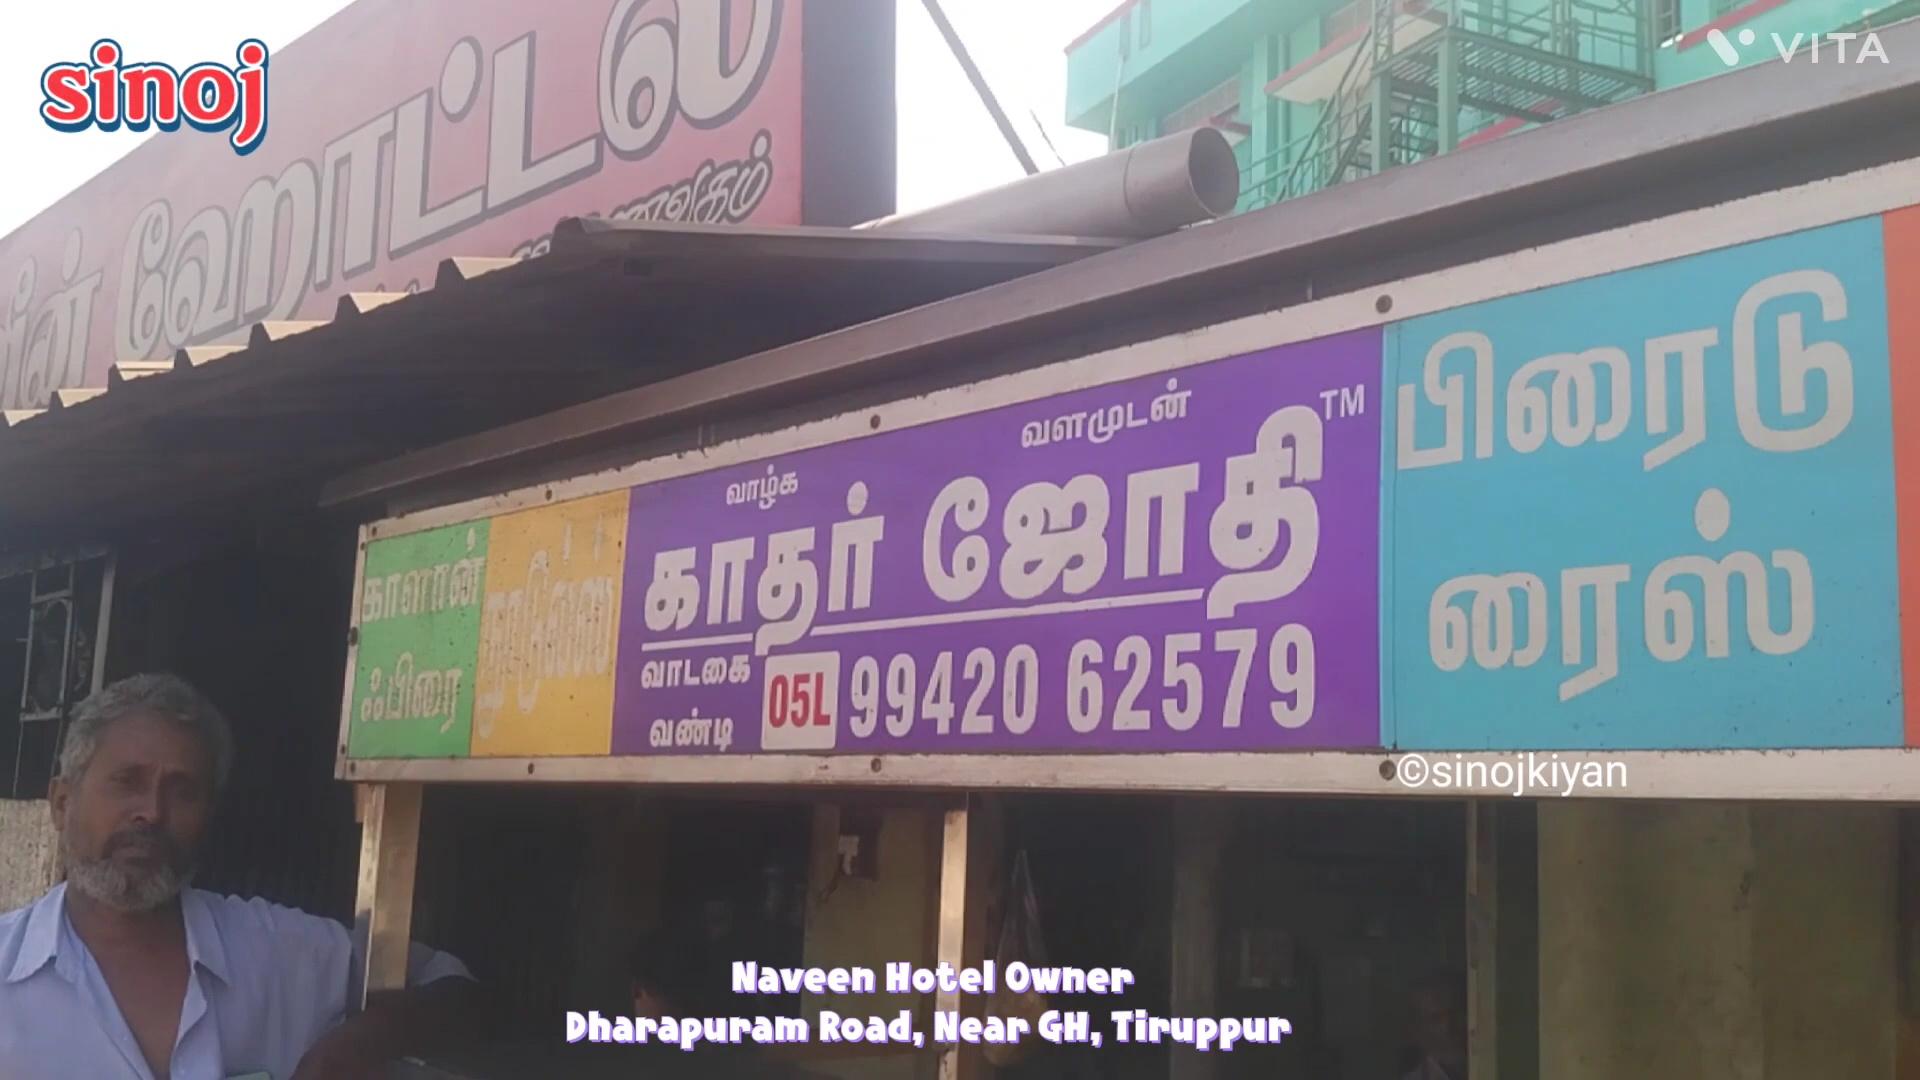 sinoj
VITA
ஹோட்டல்
வாழ்க வளமுடன்
காதர் ஜோதி TM
வாடகை வண்டி 05L 99420 62579
காளான்
ஃபிரை
நூடுல்ஸ்
பிரைடு
ரைஸ்
©sinojkiyan
Naveen Hotel Owner
Dharapuram Road, Near GH, Tiruppur